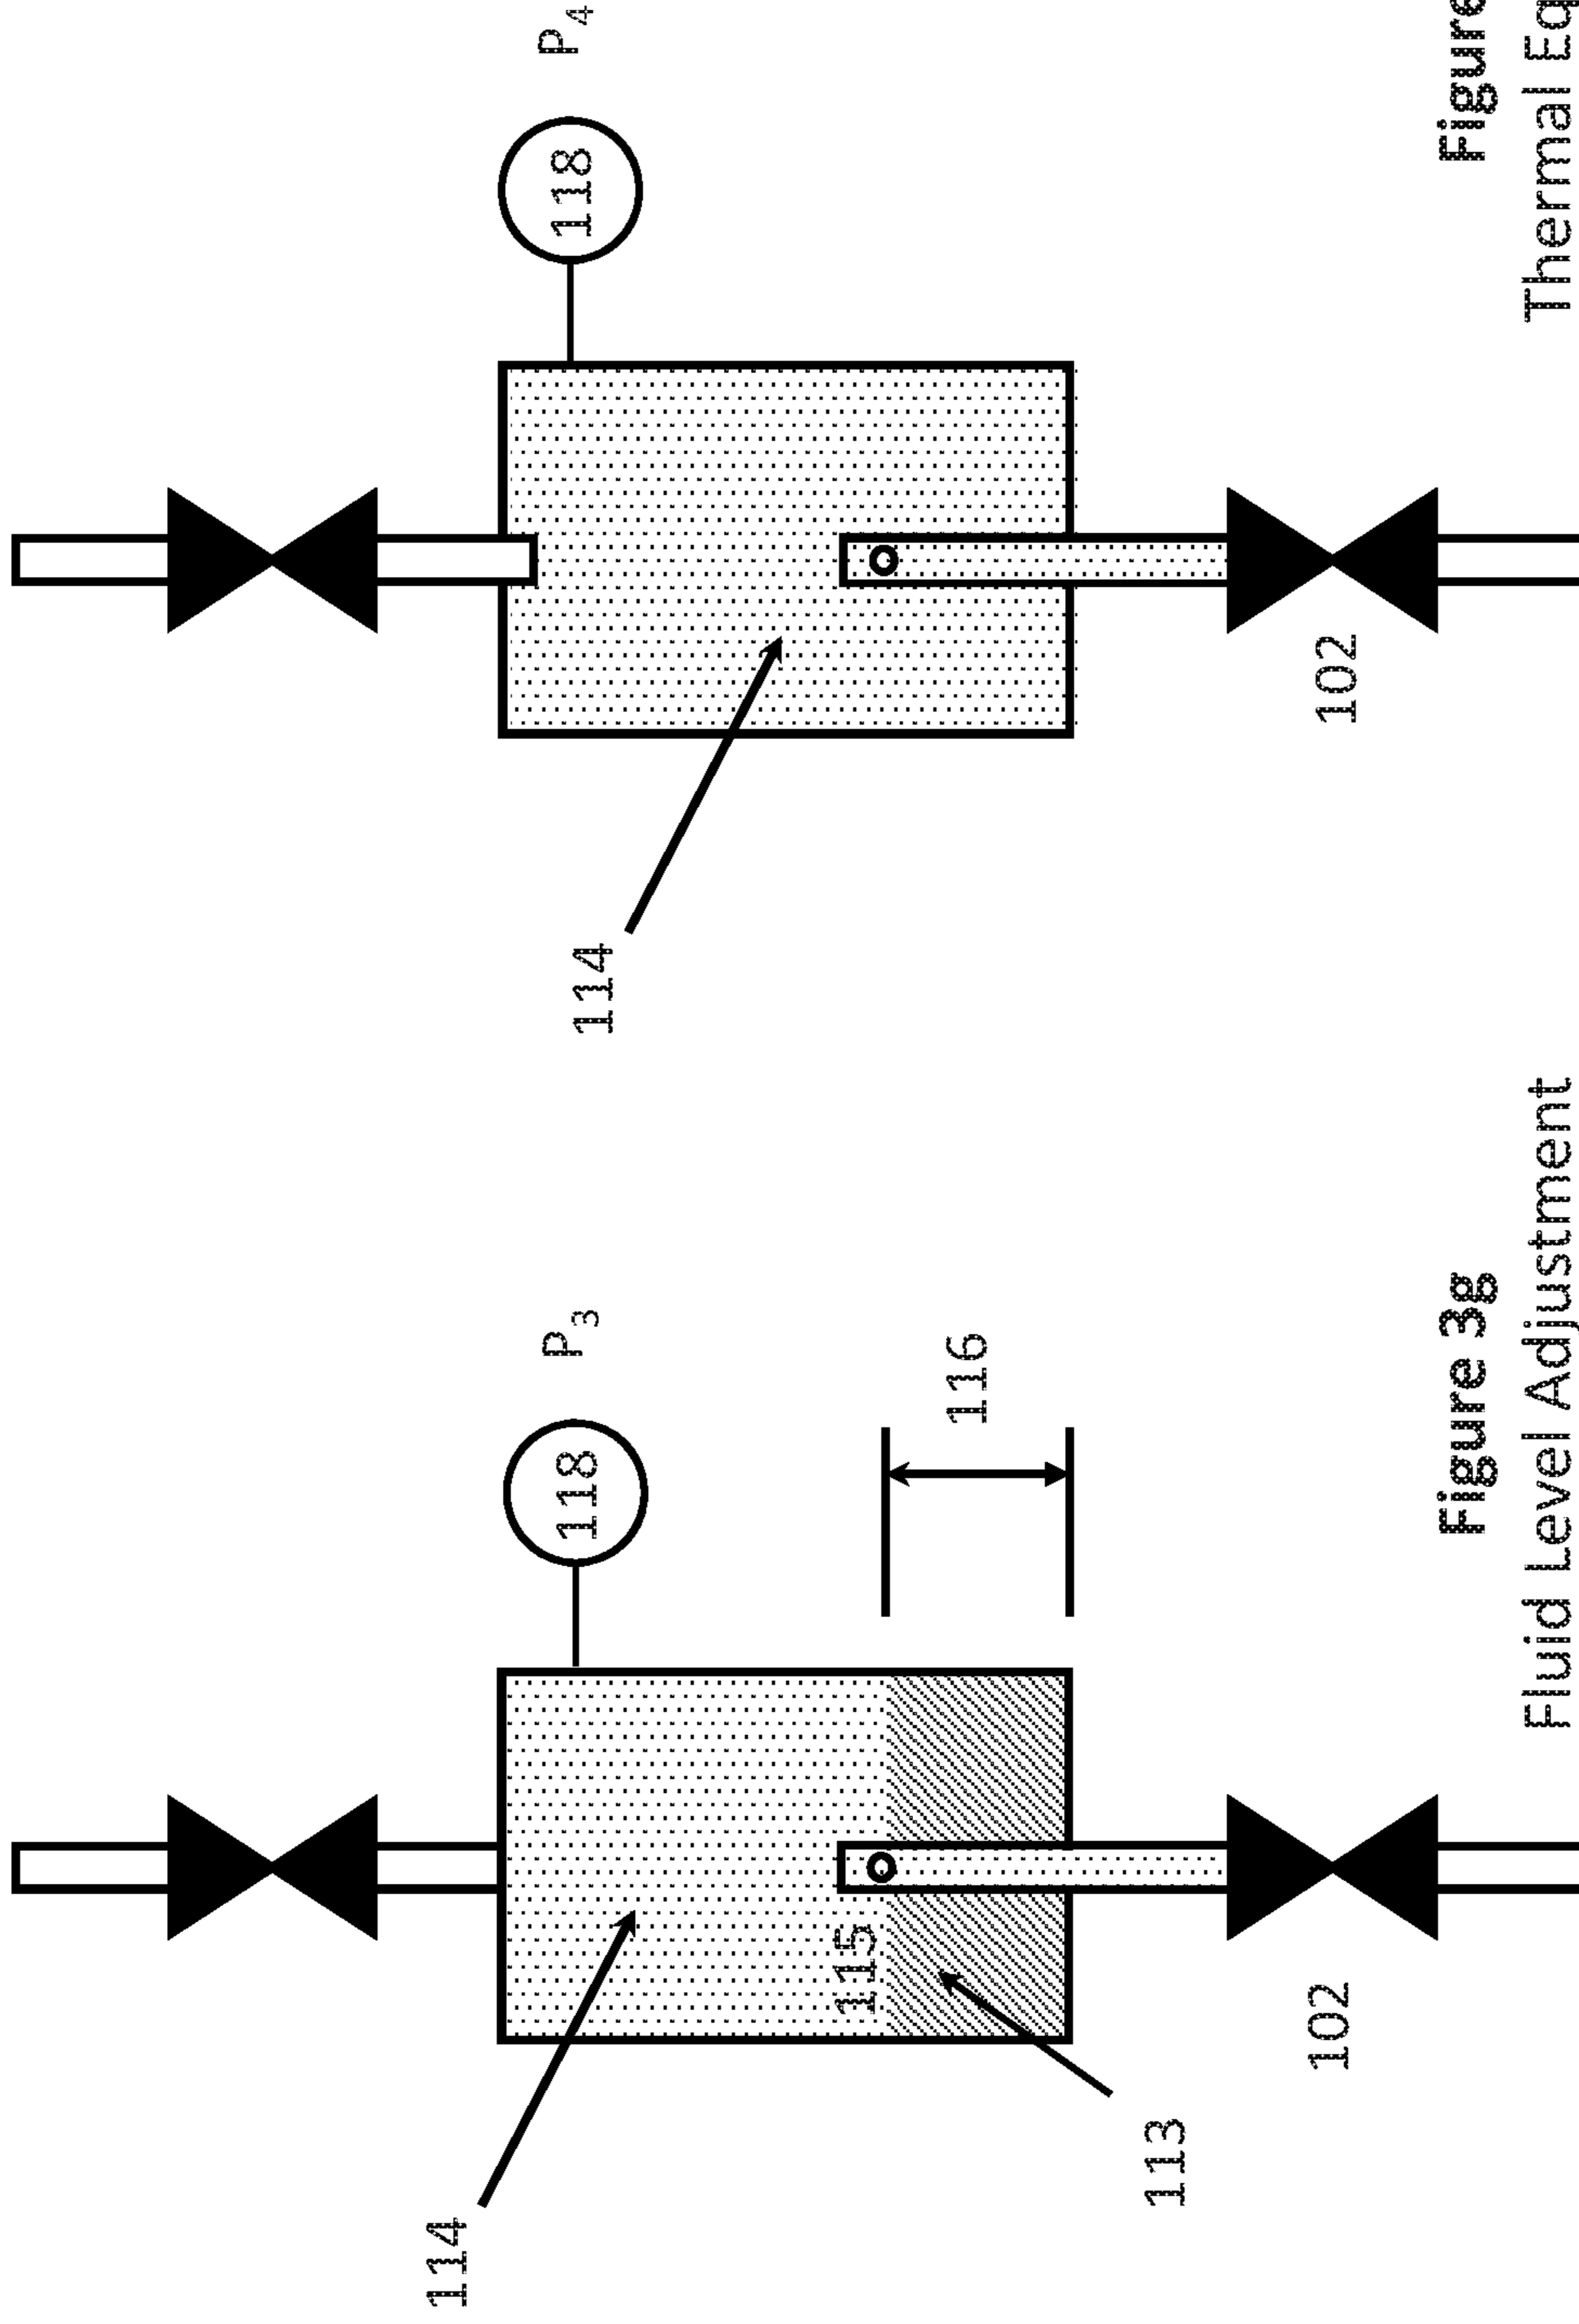 114
113
115
102
118
P3
116
Figure 3g
Fluid Level Adjustment
114
102
118
P4
Figure
Thermal Eq